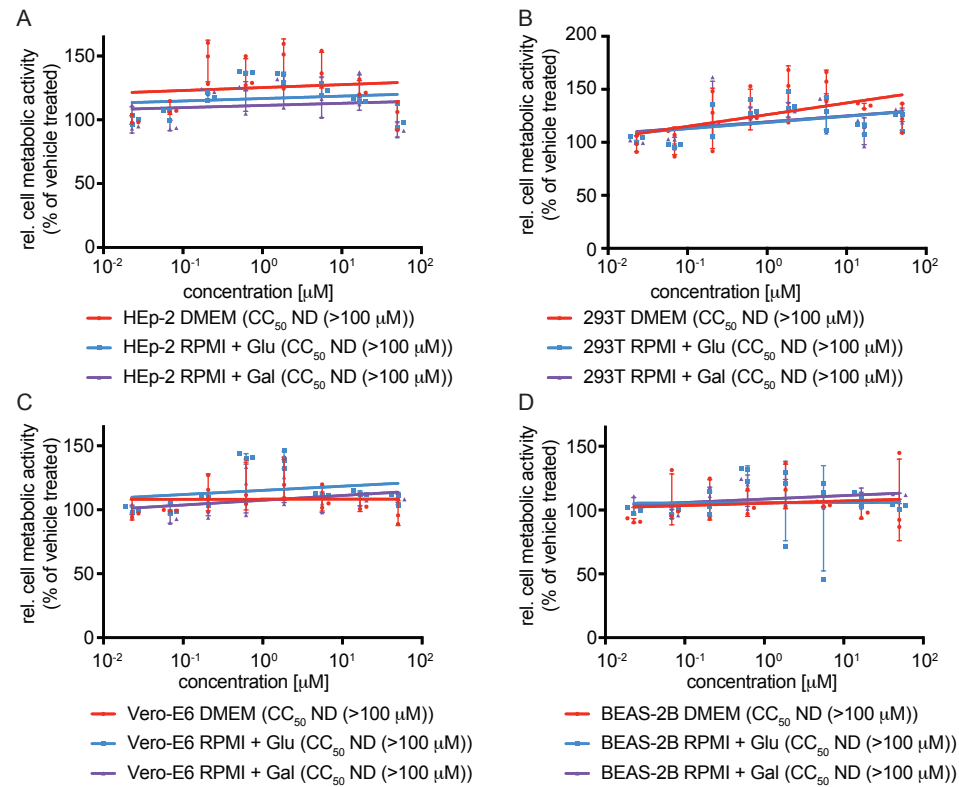 A
rel. cell metabolic activity
(% of vehicle treated)
150
100
50
0
10-2
10-1
100
101
102
concentration [μM]
HEp-2 DMEM (CC50 ND (>100 μM))
HEp-2 RPMI + Glu (CC50 ND (>100 μM))
HEp-2 RPMI + Gal (CC50 ND (>100 μM))
B
rel. cell metabolic activity
(% of vehicle treated)
200
150
100
50
0
10-2
10-1
100
101
102
concentration [μM]
293T DMEM (CC50 ND (>100 μM))
293T RPMI + Glu (CC50 ND (>100 μM))
293T RPMI + Gal (CC50 ND (>100 μM))
C
rel. cell metabolic activity
(% of vehicle treated)
150
100
50
0
10-2
10-1
100
101
102
concentration [μM]
Vero-E6 DMEM (CC50 ND (>100 μM))
Vero-E6 RPMI + Glu (CC50 ND (>100 μM))
Vero-E6 RPMI + Gal (CC50 ND (>100 μM))
D
rel. cell metabolic activity
(% of vehicle treated)
150
100
50
0
10-2
10-1
100
101
102
concentration [μM]
BEAS-2B DMEM (CC50 ND (>100 μM))
BEAS-2B RPMI + Glu (CC50 ND (>100 μM))
BEAS-2B RPMI + Gal (CC50 ND (>100 μM))